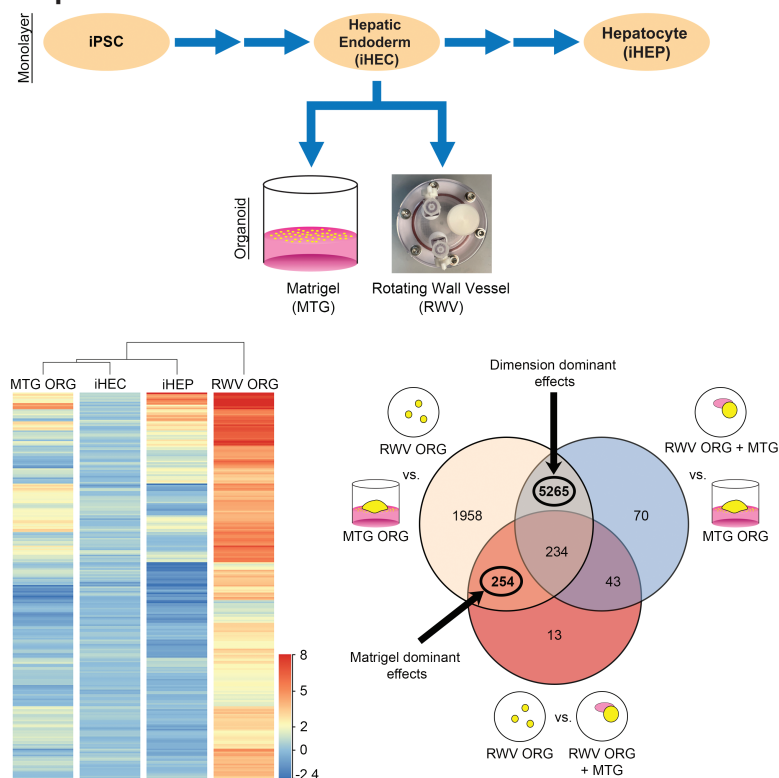 Monolayer
iPSC
Hepatic
Endoderm
(iHEC)
Hepatocyte
(iHEP)
Organoid
Matrigel
(MTG)
Rotating Wall Vessel
(RWV)
MTG ORG
iHEC
iHEP
RWV ORG
8
5
2
0
-2.4
Dimension dominant
effects
RWV ORG
vs.
MTG ORG
RWV ORG + MTG
vs.
MTG ORG
1958
5265
70
234
254
43
13
Matrigel dominant
effects
RWV ORG
vs.
RWV ORG
+ MTG